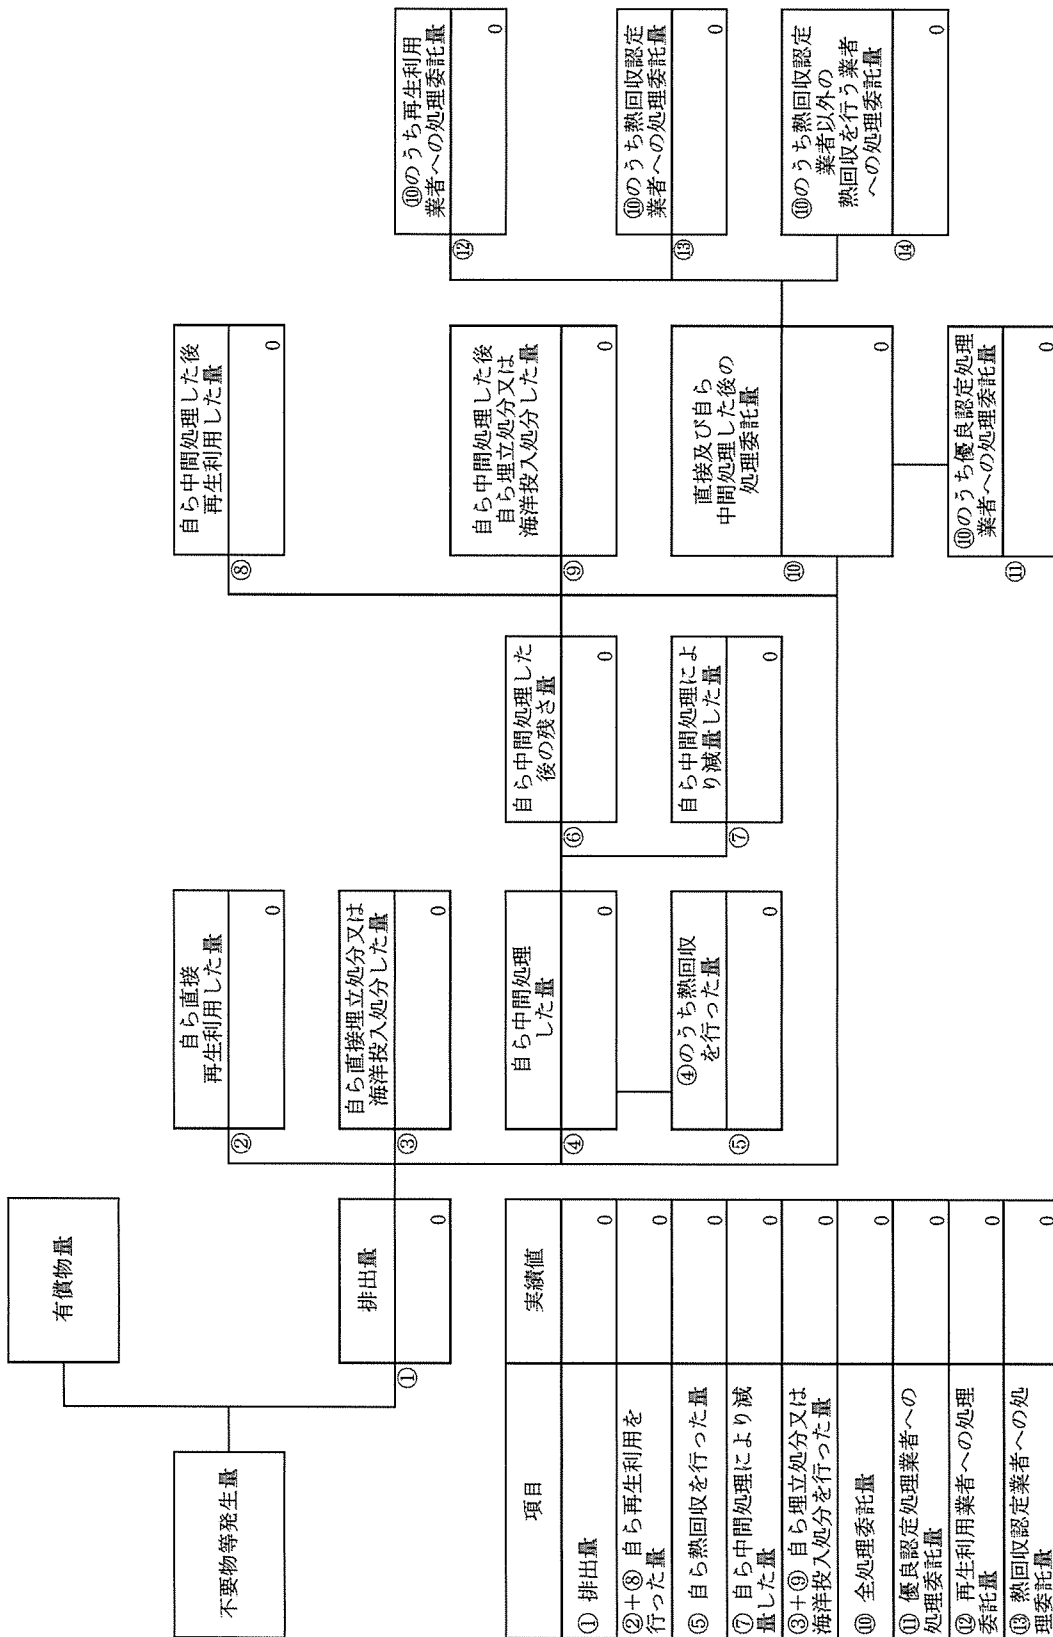 不要物等発生量
有償物量
①
排出量
0
②
自ら直接
再生利用した量
0
③
自ら直接埋立処分又は
海洋投入処分した量
0
④
自ら中間処理
した量
0
⑤
④のうち熱回収
を行った量
0
⑥
自ら中間処理した
後の残さ量
0
⑦
自ら中間処理によ
り減量した量
0
⑧
自ら中間処理した後
再生利用した量
0
⑨
自ら中間処理した後
自ら埋立処分又は
海洋投入処分した量
0
⑩
直接及び自ら
中間処理した後の
処理委託量
0
⑪
⑩のうち優良認定処理
業者への処理委託量
0
⑫
⑩のうち再生利用
業者への処理委託量
0
⑬
⑩のうち熱回収認定
業者への処理委託量
0
⑭
⑩のうち熱回収認定
業者以外の
熱回収を行う業者
への処理委託量
0
項目 実績値
① 排出量 0
②+⑧ 自ら再生利用を
行った量 0
⑤ 自ら熱回収を行った量 0
⑦ 自ら中間処理により減
量した量 0
③+⑨ 自ら埋立処分又は
海洋投入処分を行った量 0
⑩ 全処理委託量 0
⑪ 優良認定処理業者への
処理委託量 0
⑫ 再生利用業者への処理
委託量 0
⑬ 熱回収認定業者への処
理委託量 0